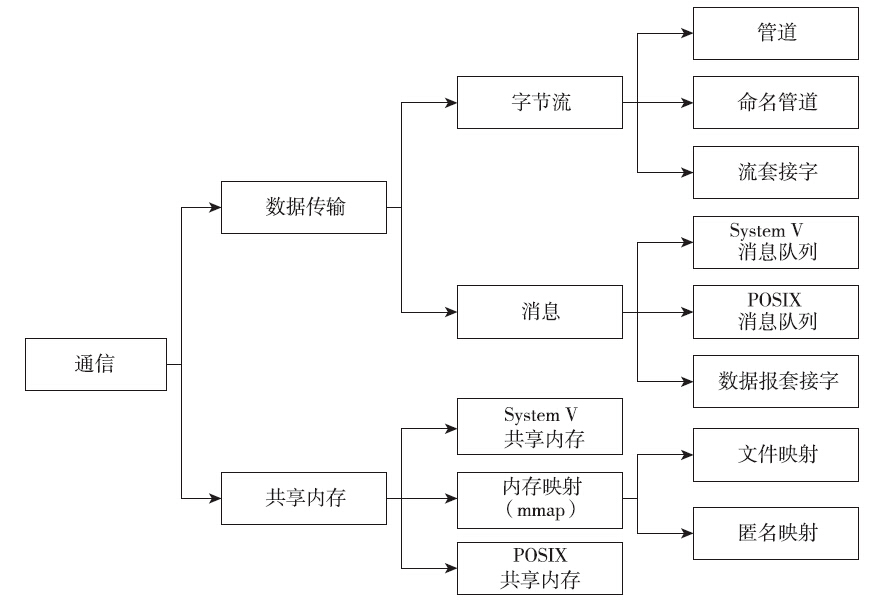 管道
字节流
命名管道
流套接字
数据传输
System V
消息队列
消息
POSIX
消息队列
数据报套接字
通信
System V
共享内存
文件映射
共享内存
内存映射
（mmap）
匿名映射
POSIX
共享内存